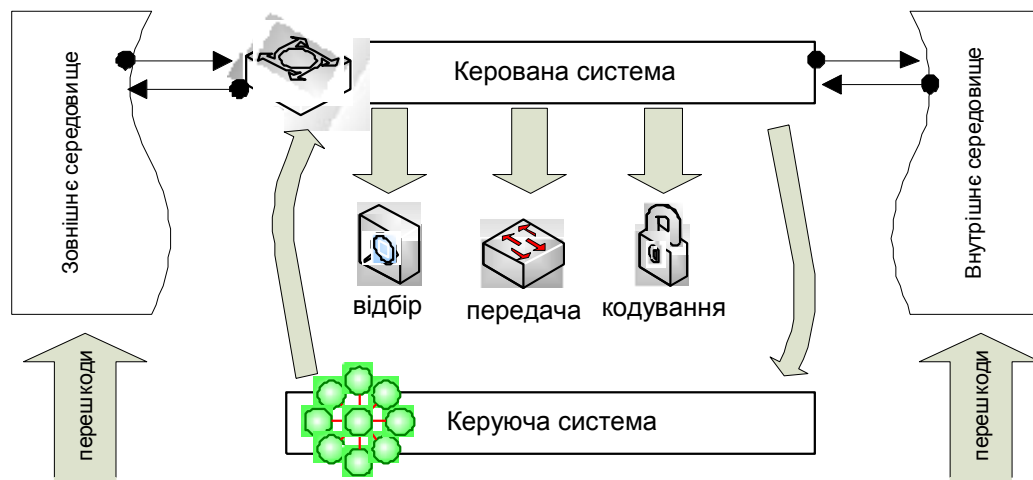 Зовнішнє середовище
Керована система
Внутрішнє середовище
відбір
передача
кодування
перешкоди
Керуюча система
перешкоди